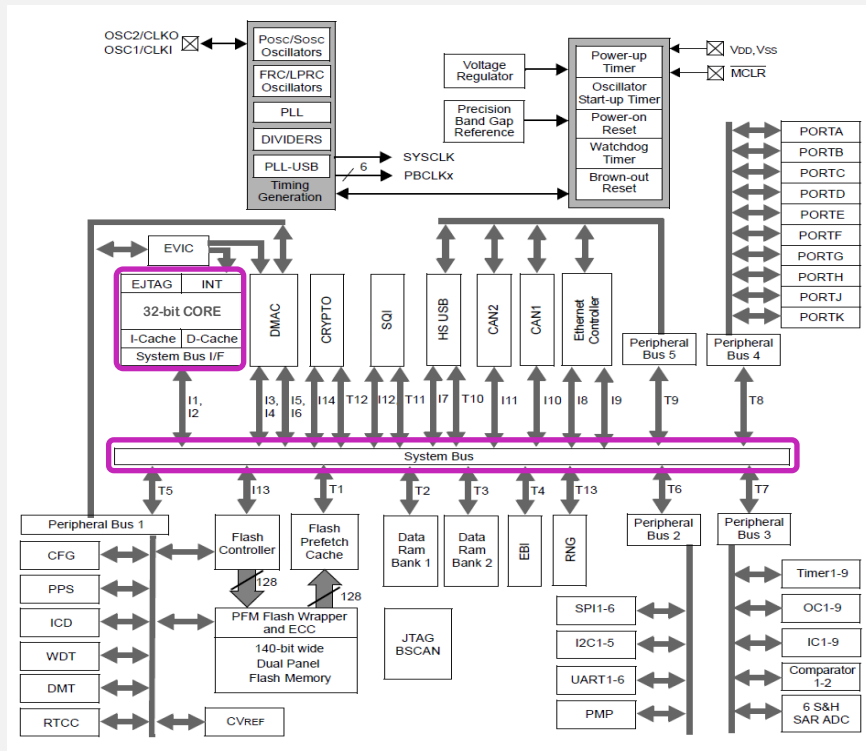 OSC2/CLKO
OSC1/CLKI
Posc/Sosc
Oscillators
FRC/LPRC
Oscillators
PLL
DIVIDERS
PLL-USB
Timing
Generation
6
SYSCLK
PBCLKx
Voltage
Regulator
Precision
Band Gap
Reference
Power-up
Timer
Oscillator
Start-up Timer
Power-on
Reset
Watchdog
Timer
Brown-out
Reset
VDD, VSS
MCLR
PORTA
PORTB
PORTC
PORTD
PORTE
PORTF
PORTG
PORTH
PORTJ
PORTK
EVIC
EJTAG INT
32-bit CORE
I-Cache D-Cache
System Bus I/F
DMAC
CRYPTO
SQI
HS USB
CAN2
CAN1
Ethernet
Controller
Peripheral
Bus 5
Peripheral
Bus 4
I1,
I2
I3,
I4
I5,
I6
I14
T12
I12
T11
I7
T10
I11
I10
I8
I9
T9
T8
System Bus
T5
I13
T1
T2
T3
T4
T13
T6
T7
Peripheral Bus 1
Flash
Controller
Flash
Prefetch
Cache
Data
Ram
Bank 1
Data
Ram
Bank 2
EBI
RNG
Peripheral
Bus 2
Peripheral
Bus 3
CFG
PPS
ICD
WDT
DMT
RTCC
128
128
PFM Flash Wrapper
and ECC
140-bit wide
Dual Panel
Flash Memory
CVREF
JTAG
BSCAN
SPI1-6
I2C1-5
UART1-6
PMP
Timer1-9
OC1-9
IC1-9
Comparator
1-2
6 S&H
SAR ADC